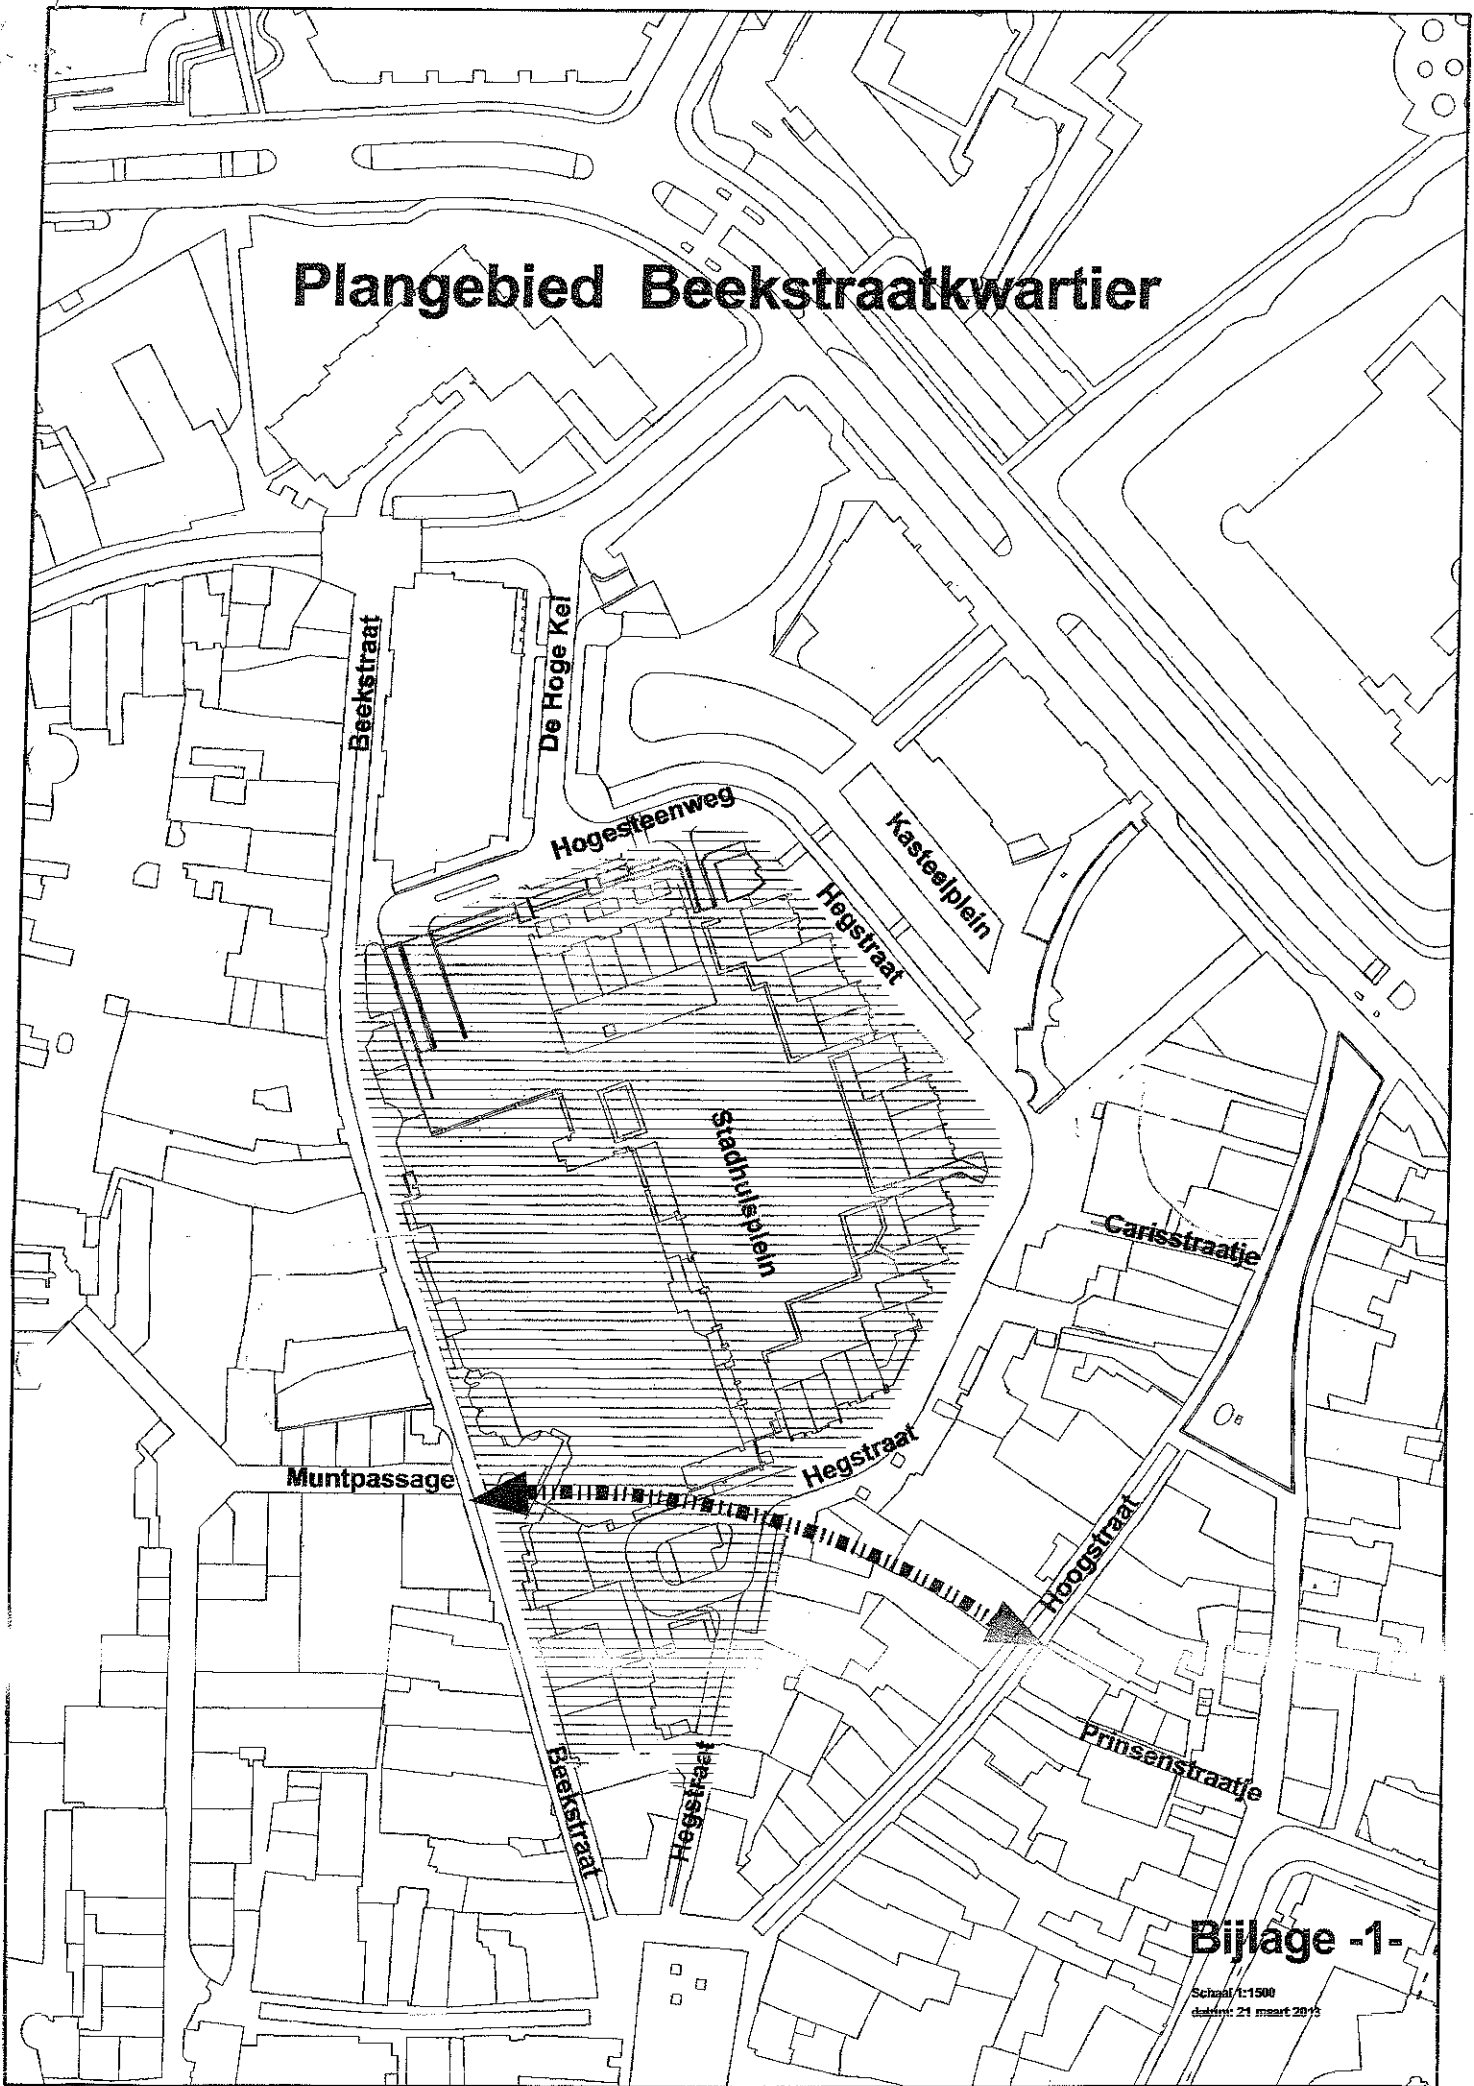 Plangebied Beekstraatkwartier
Beekstraat
De Hoge Kei
Hogesteenweg
Kasteelplein
Hegstraat
Stadhuisplein
Carisstraatje
Hegstraat
Muntpassage
Hoogstraat
Prinsenstraatje
Beekstraat
Hegstraat
Bijlage -1-
Schaal 1:1500
datum: 21 maart 2013